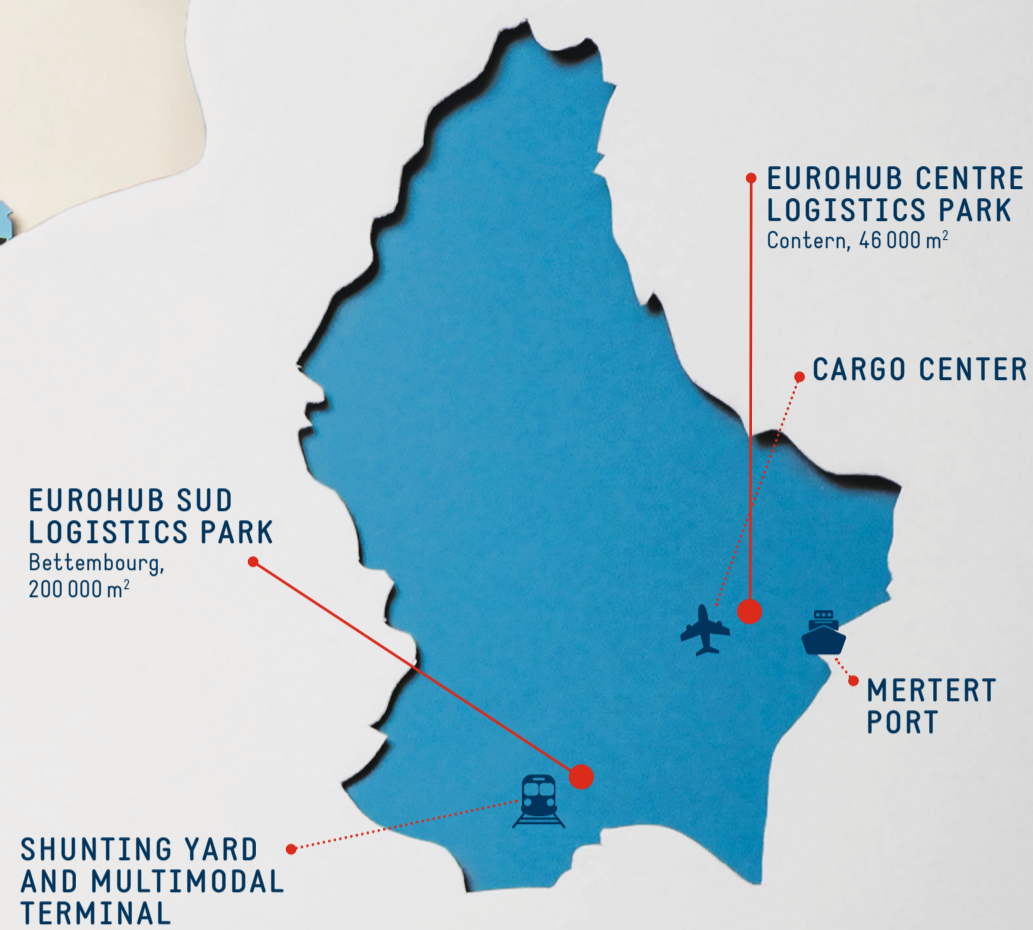 EUROHUB CENTRE
LOGISTICS PARK
Contern, 46 000 m²
CARGO CENTER
EUROHUB SUD
LOGISTICS PARK
Bettembourg,
200 000 m²
MERTERT
PORT
SHUNTING YARD
AND MULTIMODAL
TERMINAL